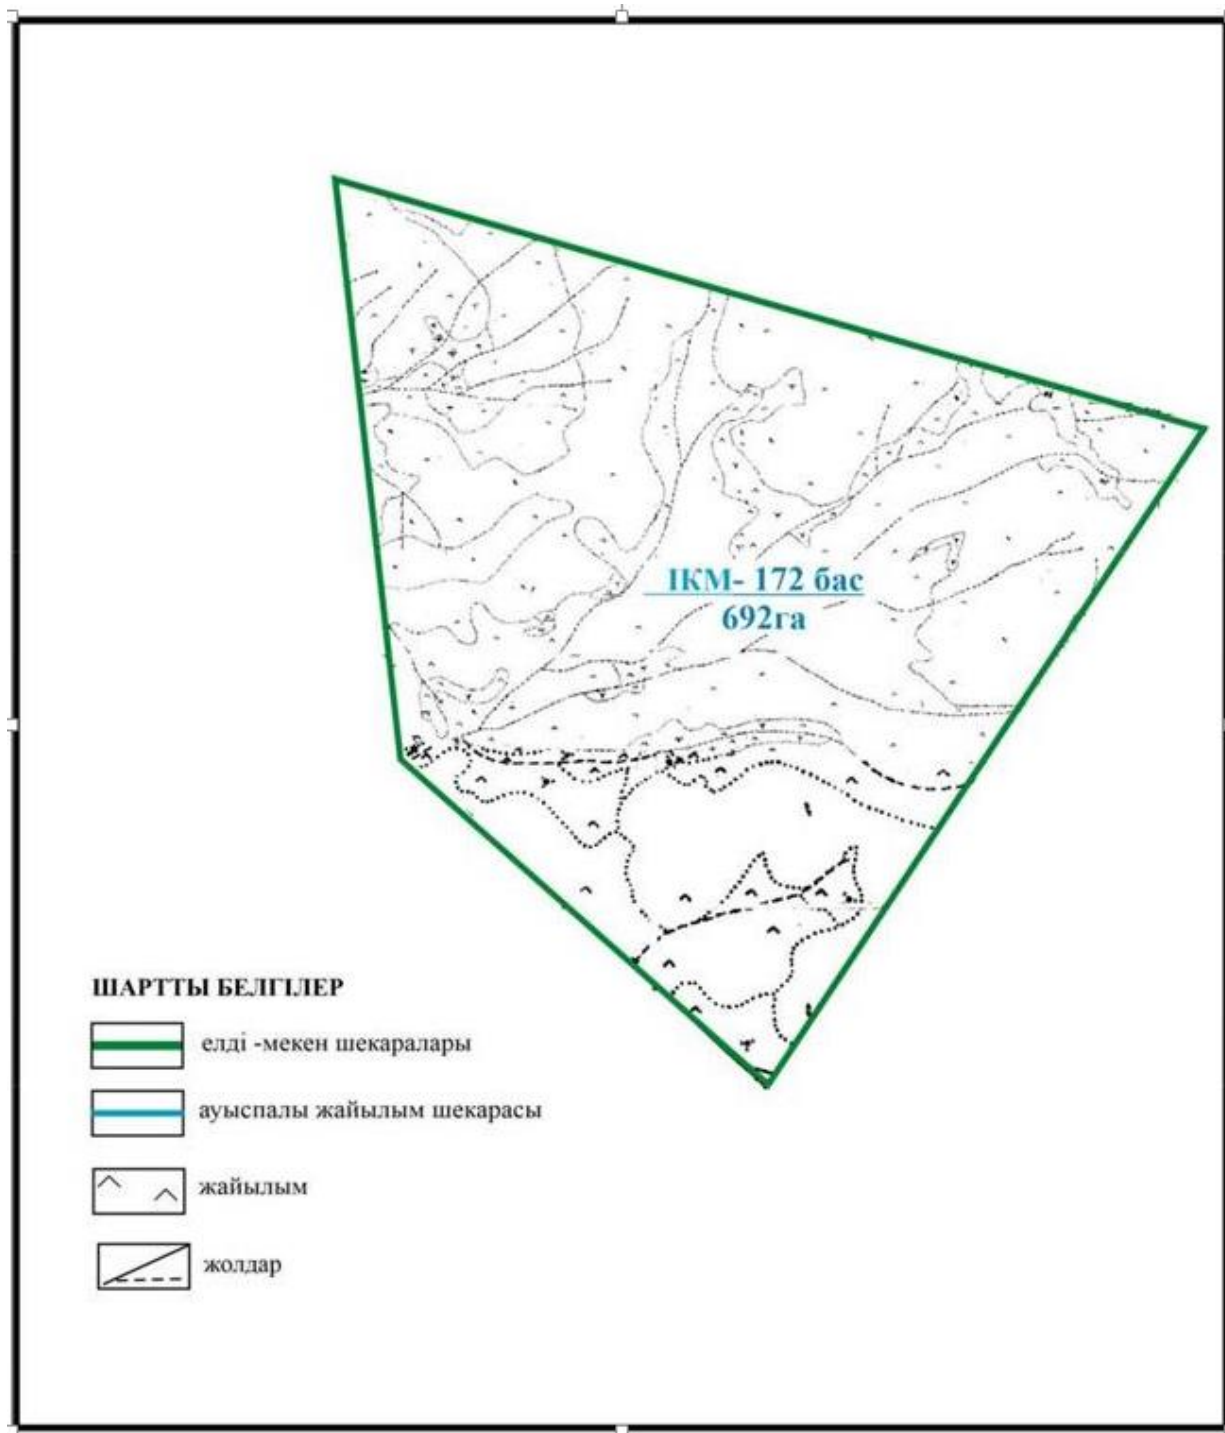 ІКМ- 172 бас
692га
ШАРТТЫ БЕЛГІЛЕР
елді -мекен шекаралары
ауыспалы жайылым шекарасы
жайылым
жолдар